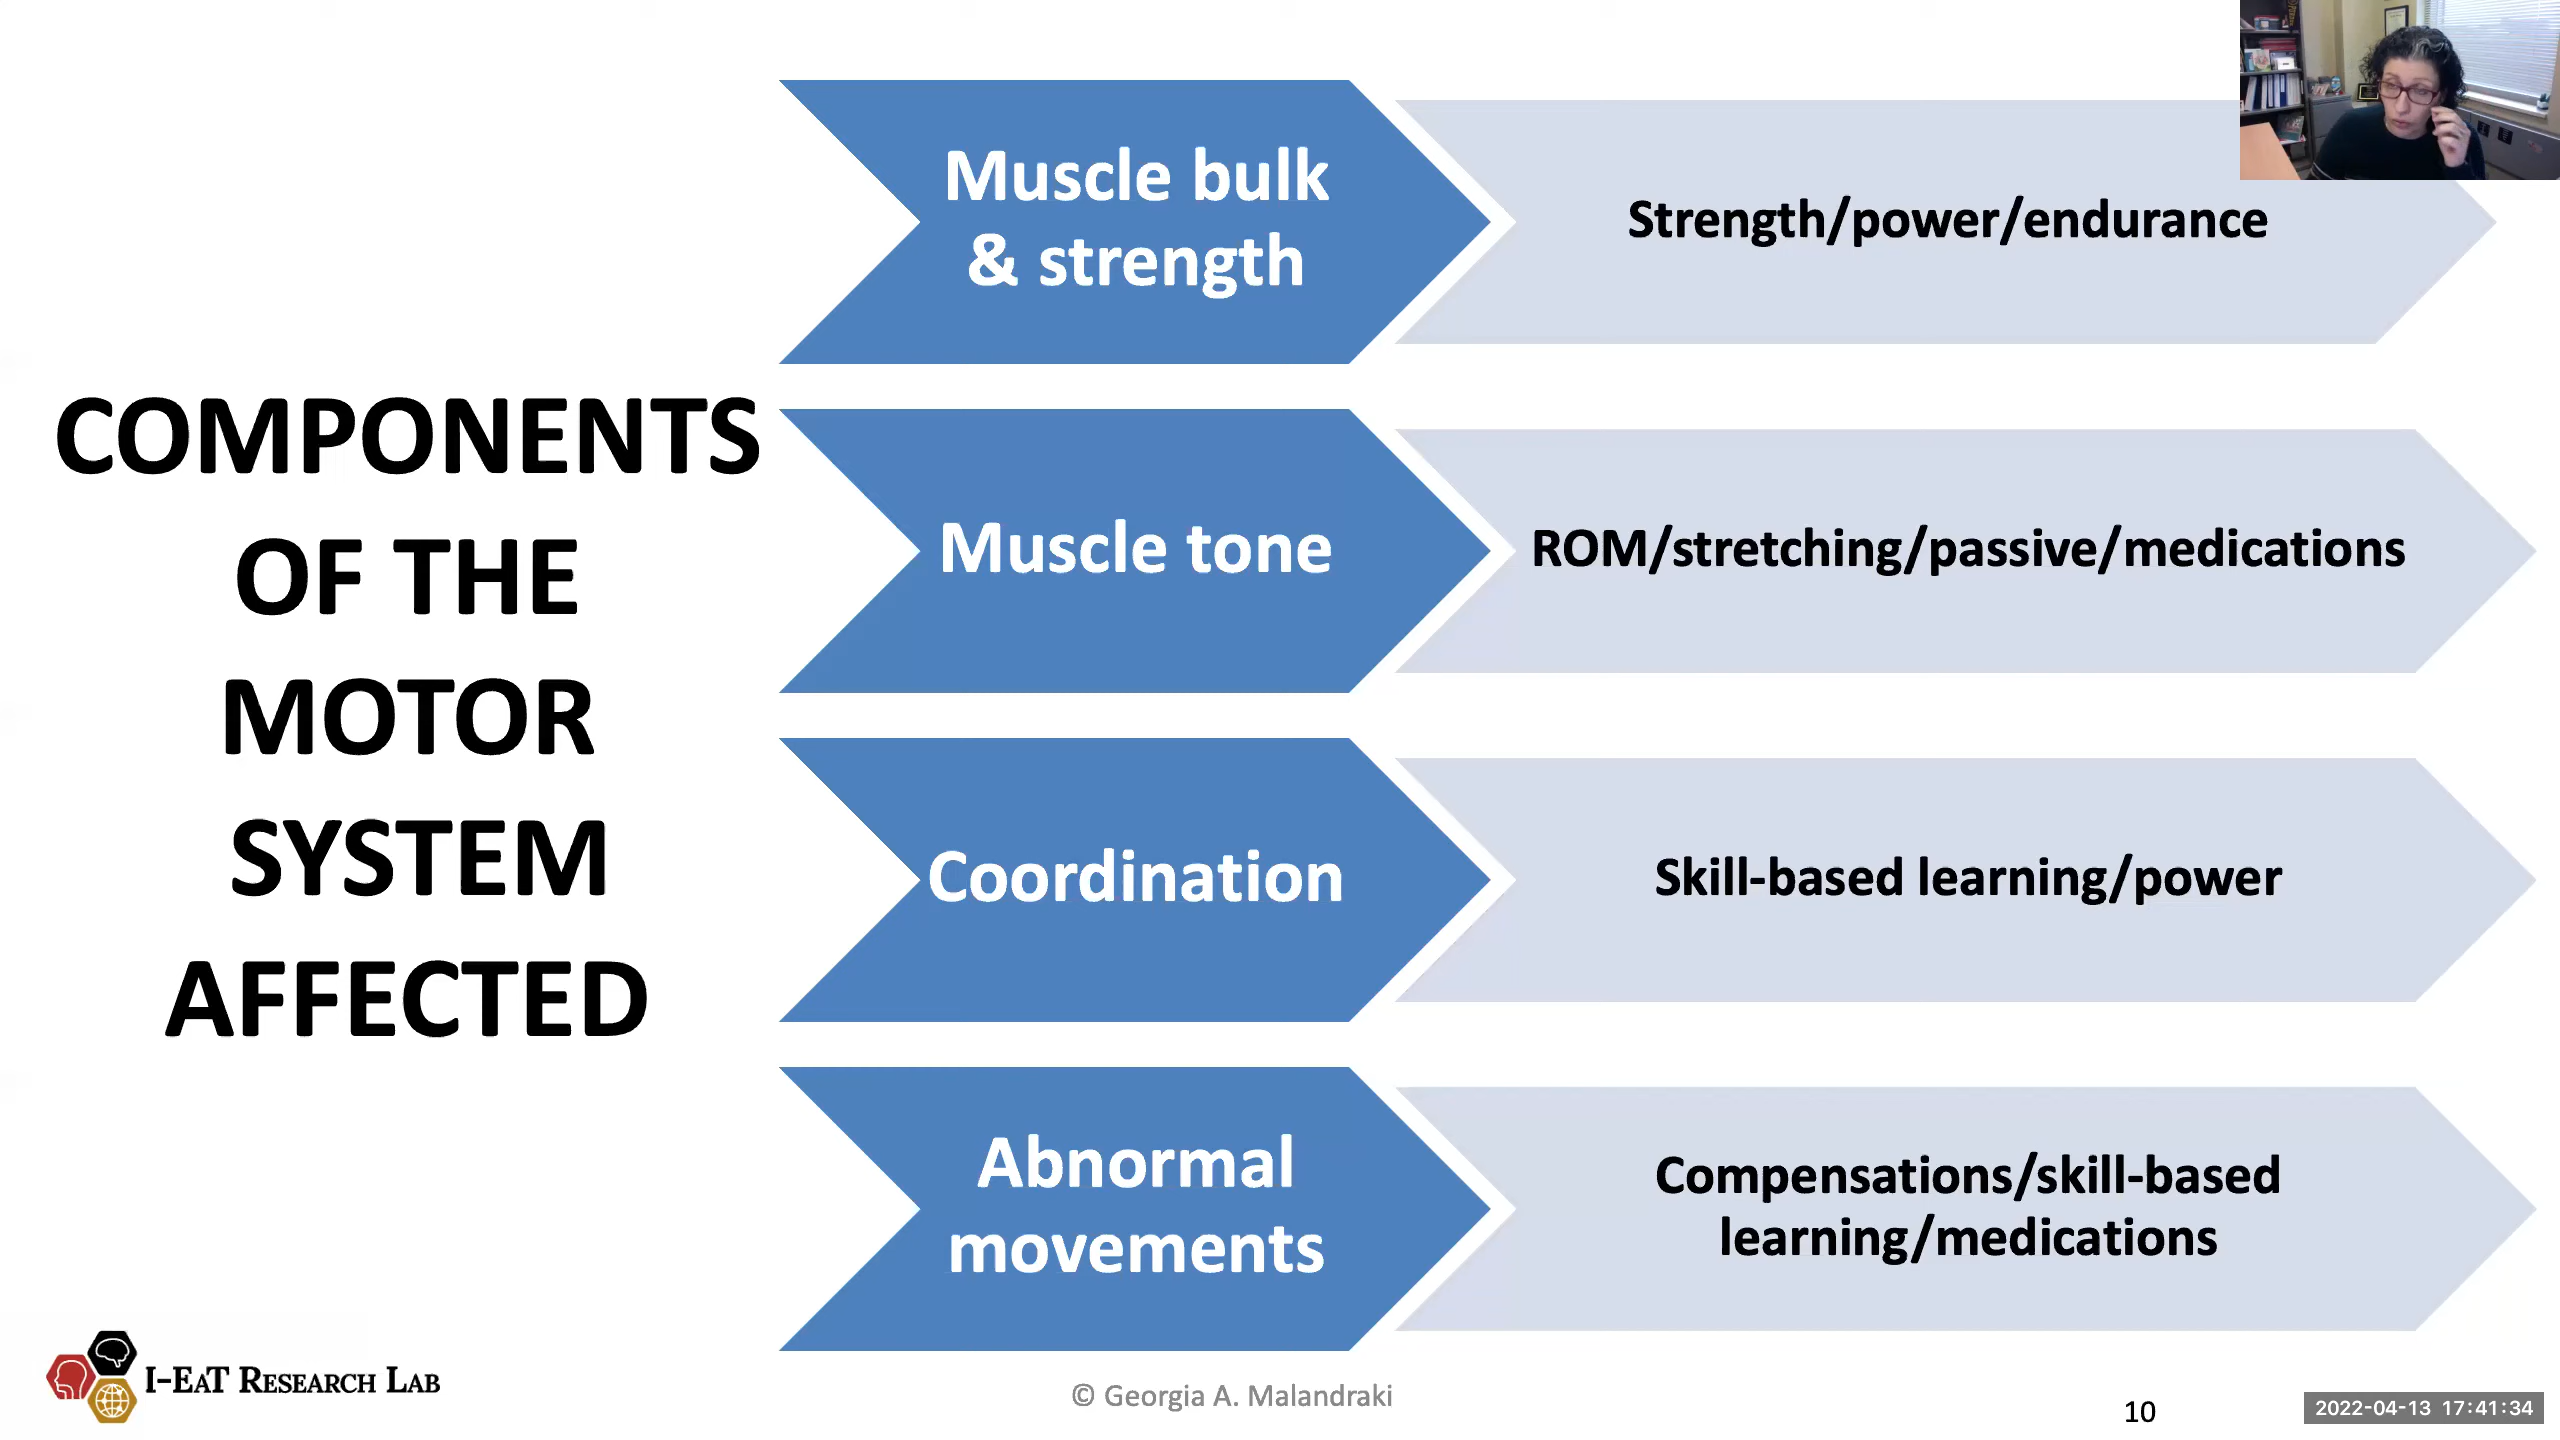 COMPONENTS
OF THE
MOTOR
SYSTEM
AFFECTED
Muscle bulk
& strength
Strength/power/endurance
Muscle tone
ROM/stretching/passive/medications
Coordination
Skill-based learning/power
Abnormal
movements
Compensations/skill-based
learning/medications
I-EAT RESEARCH LAB
© Georgia A. Malandraki
10
2022-04-13 17:41:34